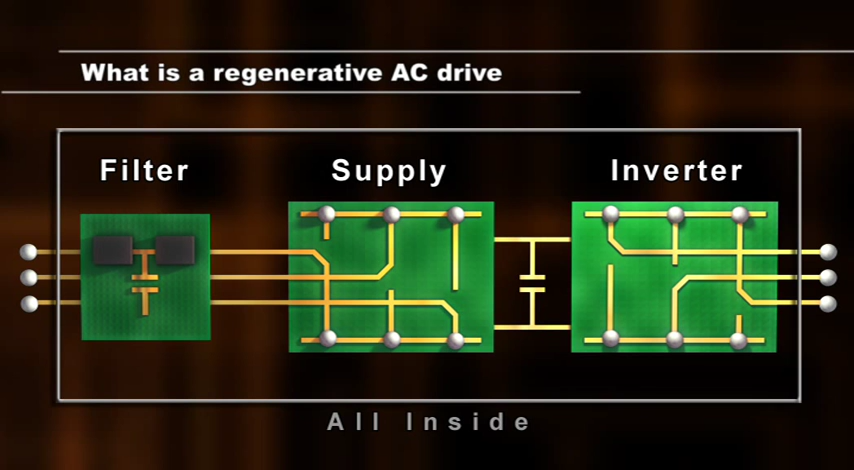 What is a regenerative AC drive
Filter
Supply
Inverter
All Inside